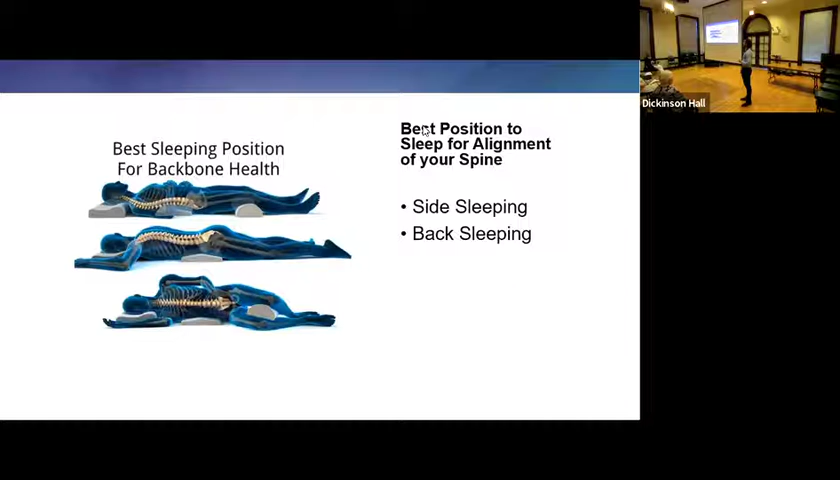 Best Sleeping Position
For Backbone Health
Best Position to
Sleep for Alignment
of your Spine
• Side Sleeping
• Back Sleeping
Dickinson Hall